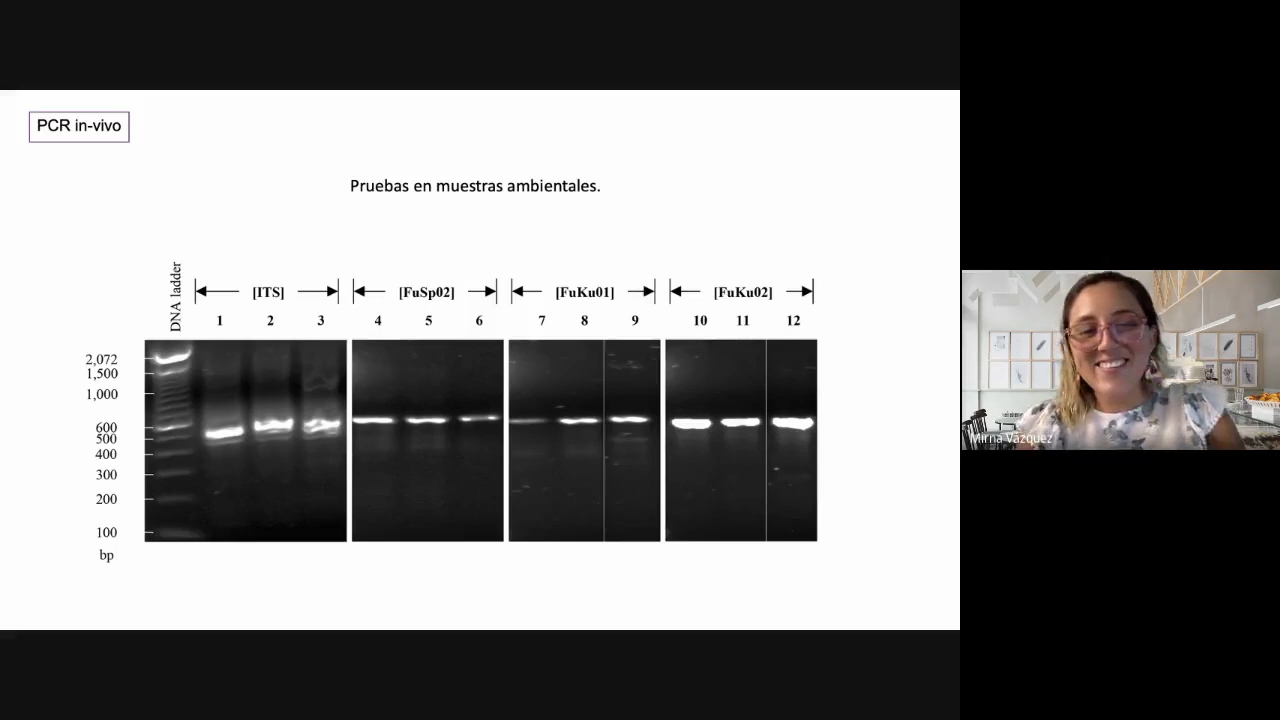 PCR in-vivo
Pruebas en muestras ambientales.
DNA ladder
[ITS] [FuSp02] [FuKu01] [FuKu02]
1 2 3 4 5 6 7 8 9 10 11 12
2,072
1,500
1,000
600
500
400
300
200
100
bp
Mirna Vázquez